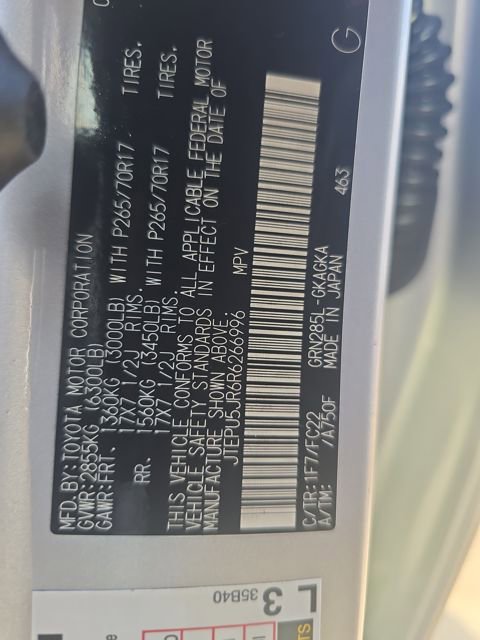 MFD.BY:TOYOTA MOTOR CORPORATION
GVWR:2855KG (6300LB)
GAWR:FRT. 1360KG (3000LB) WITH P265/70R17 TIRES.
17X7 1/2J RIMS.
RR. 1560KG (3450LB) WITH P265/70R17 TIRES.
17X7 1/2J RIMS.
THIS VEHICLE CONFORMS TO ALL APPLICABLE FEDERAL MOTOR
VEHICLE SAFETY STANDARDS IN EFFECT ON THE DATE OF
MANUFACTURE SHOWN ABOVE.
JTEPU5JR6R6266996 MPV
C/TR:1F7/FC22 GRN285L-GKAGKA
A/TM: /A750F MADE IN JAPAN 463
G
L 3
35B40